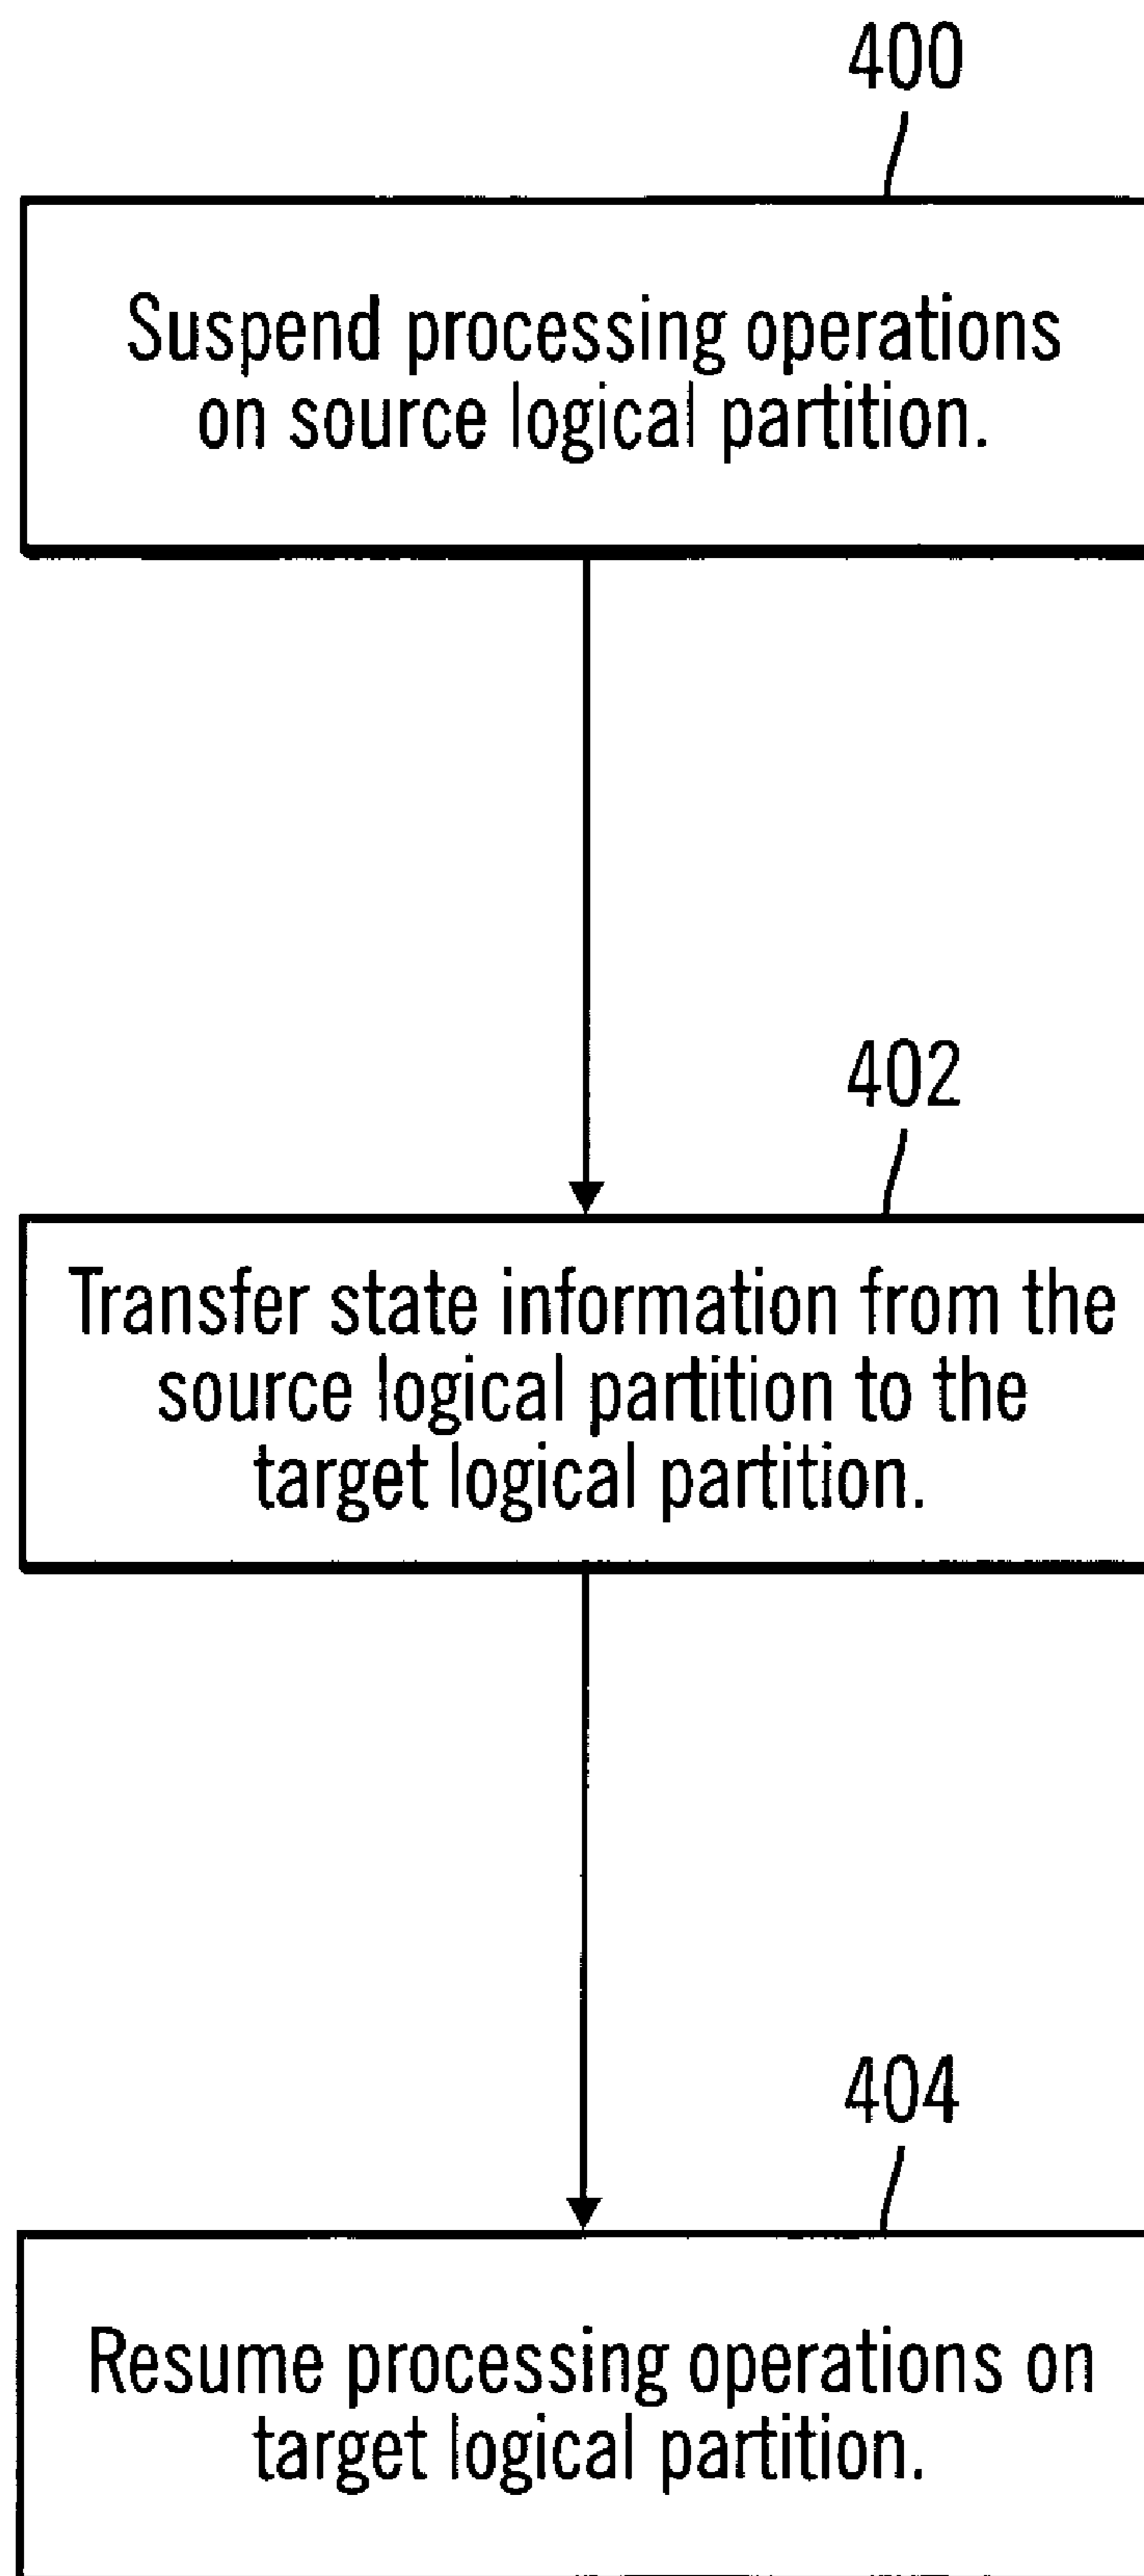 400
Suspend processing operations
on source logical partition.
402
Transfer state information from the
source logical partition to the
target logical partition.
404
Resume processing operations on
target logical partition.